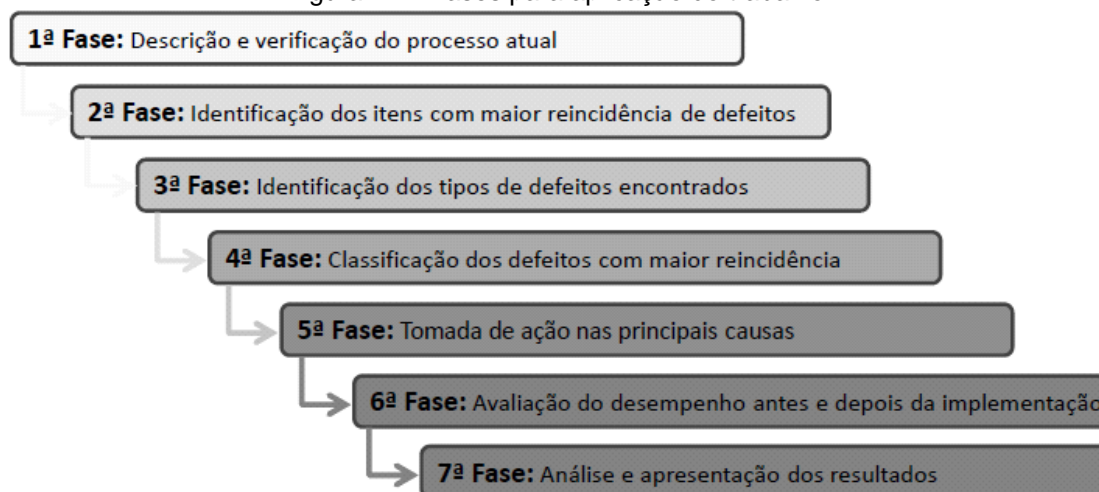 1ª Fase: Descrição e verificação do processo atual
2ª Fase: Identificação dos itens com maior reincidência de defeitos
3ª Fase: Identificação dos tipos de defeitos encontrados
4ª Fase: Classificação dos defeitos com maior reincidência
5ª Fase: Tomada de ação nas principais causas
6ª Fase: Avaliação do desempenho antes e depois da implementação
7ª Fase: Análise e apresentação dos resultados